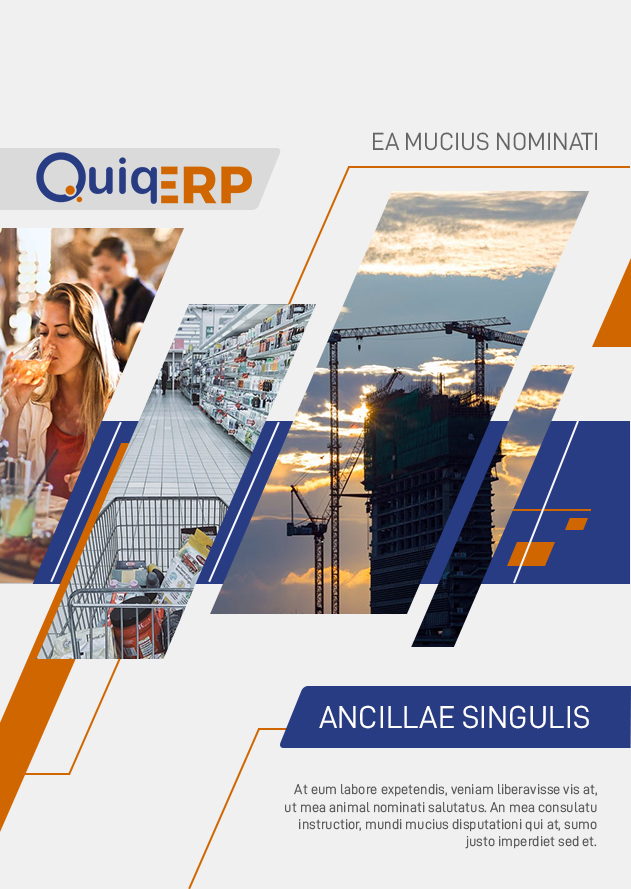 EA MUCIUS NOMINATI
QuiqERP
ANCILLAE SINGULIS
At eum labore expetendis, veniam liberavisse vis at,
ut mea animal nominati salutatus. An mea consulatu
instructior, mundi mucius disputationi qui at, sumo
justo imperdiet sed et.